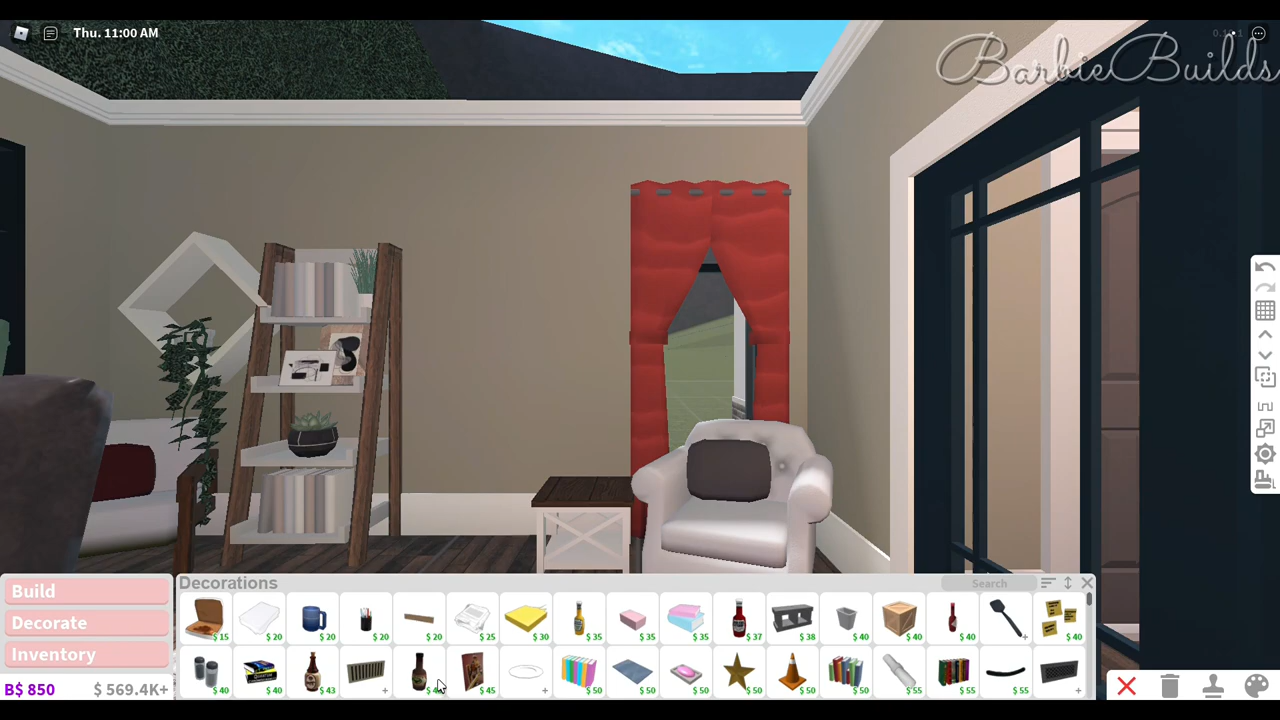 Thu. 11:00 AM
BarbieBuilds
Build
Decorate
Inventory
B$ 850 $ 569.4K+
Decorations
Search
$ 15 $ 20 $ 20 $ 20 $ 20 $ 25 $ 30 $ 35 $ 35 $ 35 $ 37 $ 38 $ 40 $ 40 $ 40 + $ 40
$ 40 $ 40 $ 43 + $ 45 + $ 50 $ 50 $ 50 $ 50 $ 50 $ 50 $ 55 $ 55 $ 55 +